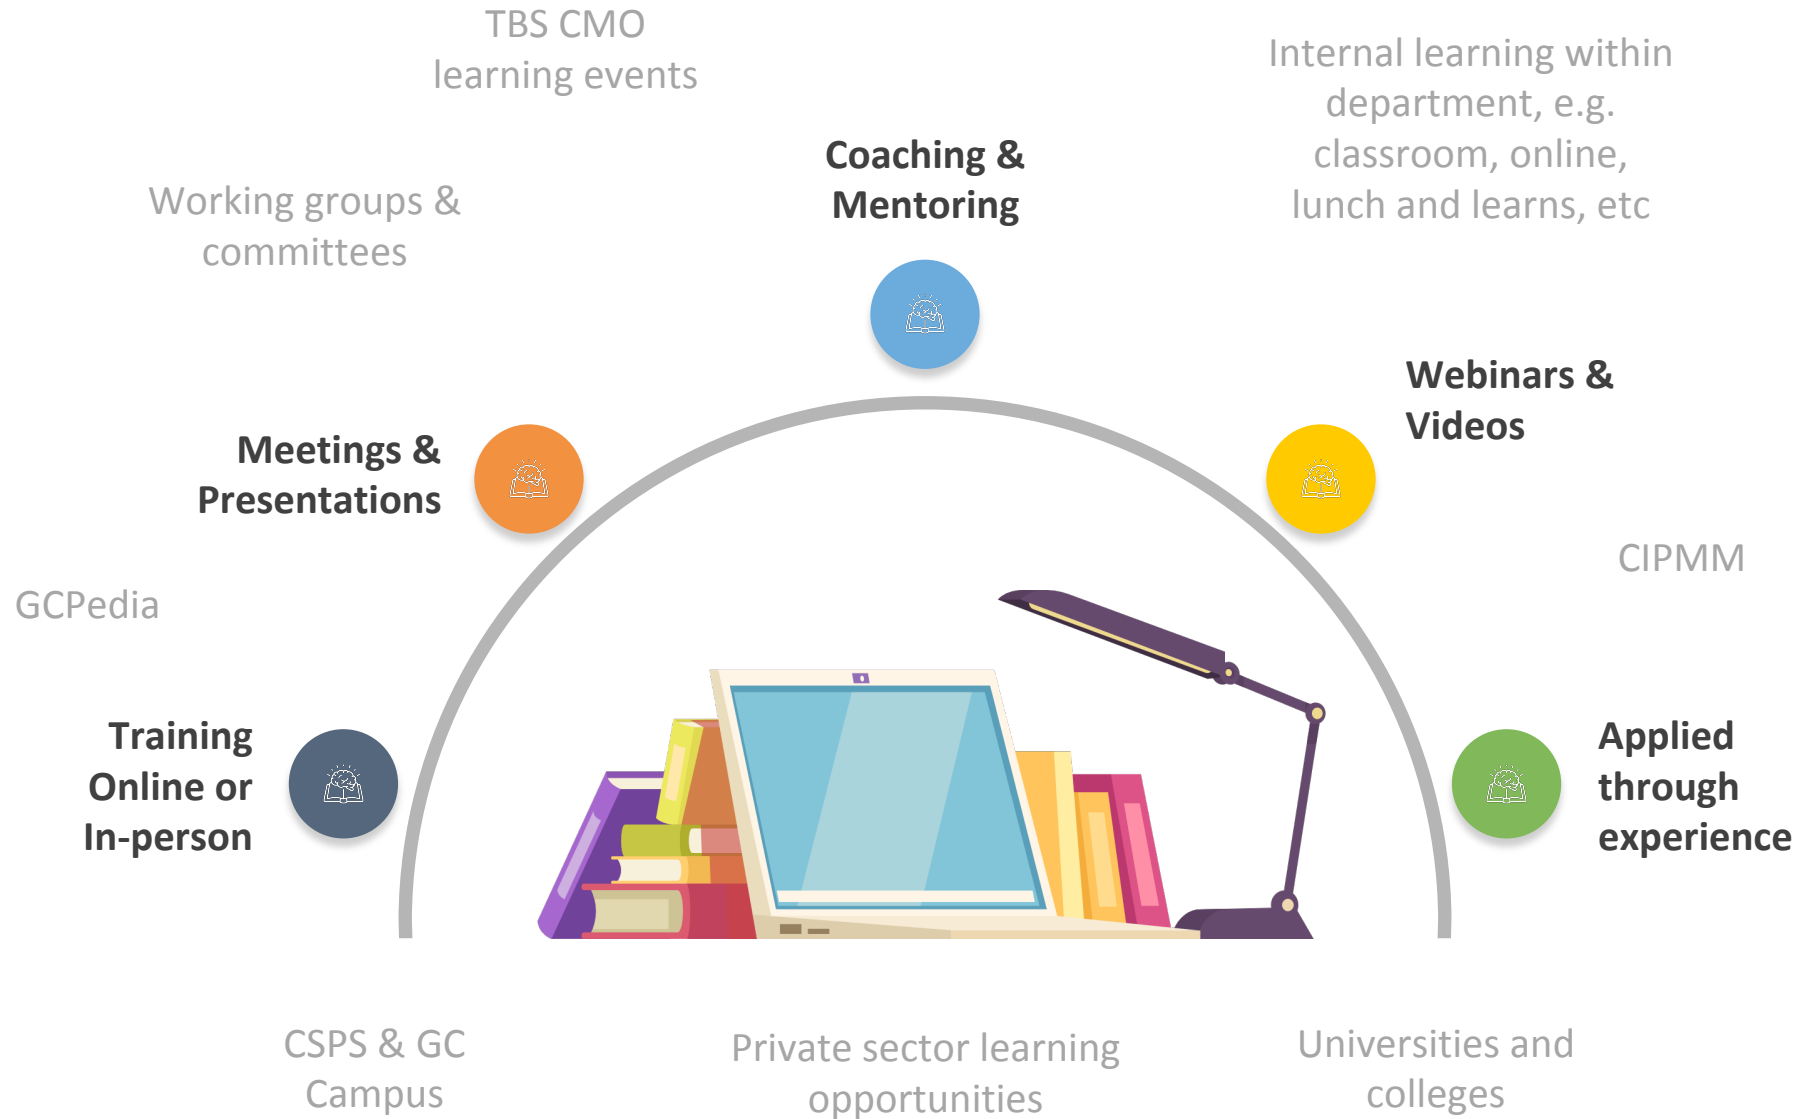 TBS CMO
learning events
Internal learning within
department, e.g.
classroom, online,
lunch and learns, etc
Coaching &
Mentoring
Working groups &
committees
Webinars &
Videos
Meetings &
Presentations
CIPMM
GCPedia
Training
Online or
In-person
Applied
through
experience
CSPS & GC
Campus
Private sector learning
opportunities
Universities and
colleges